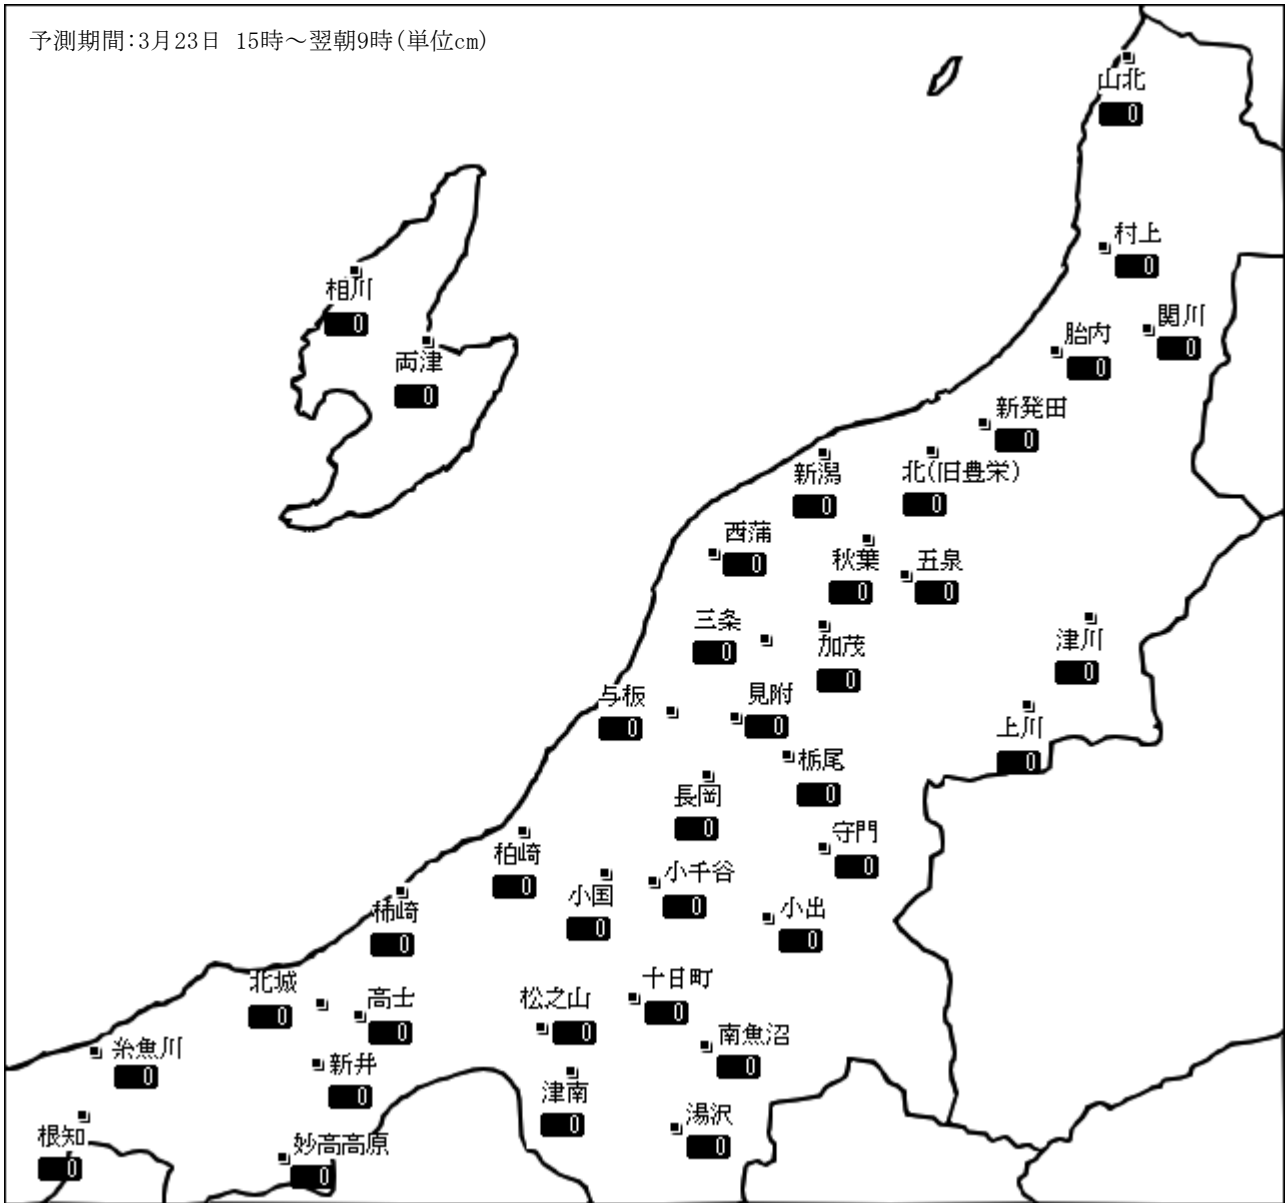 予測期間:3月23日 15時～翌朝9時(単位cm)
山北
0
村上
0
相川
0
関川
0
胎内
0
両津
0
新発田
0
新潟
0
北(旧豊栄)
0
西蒲
0
秋葉
0
五泉
0
三条
0
加茂
0
津川
0
与板
0
見附
0
上川
0
栃尾
0
長岡
0
守門
0
柏崎
0
小千谷
0
小国
0
小出
0
柿崎
0
北城
0
高士
0
松之山
0
十日町
0
南魚沼
0
糸魚川
0
新井
0
津南
0
湯沢
0
根知
0
妙高高原
0